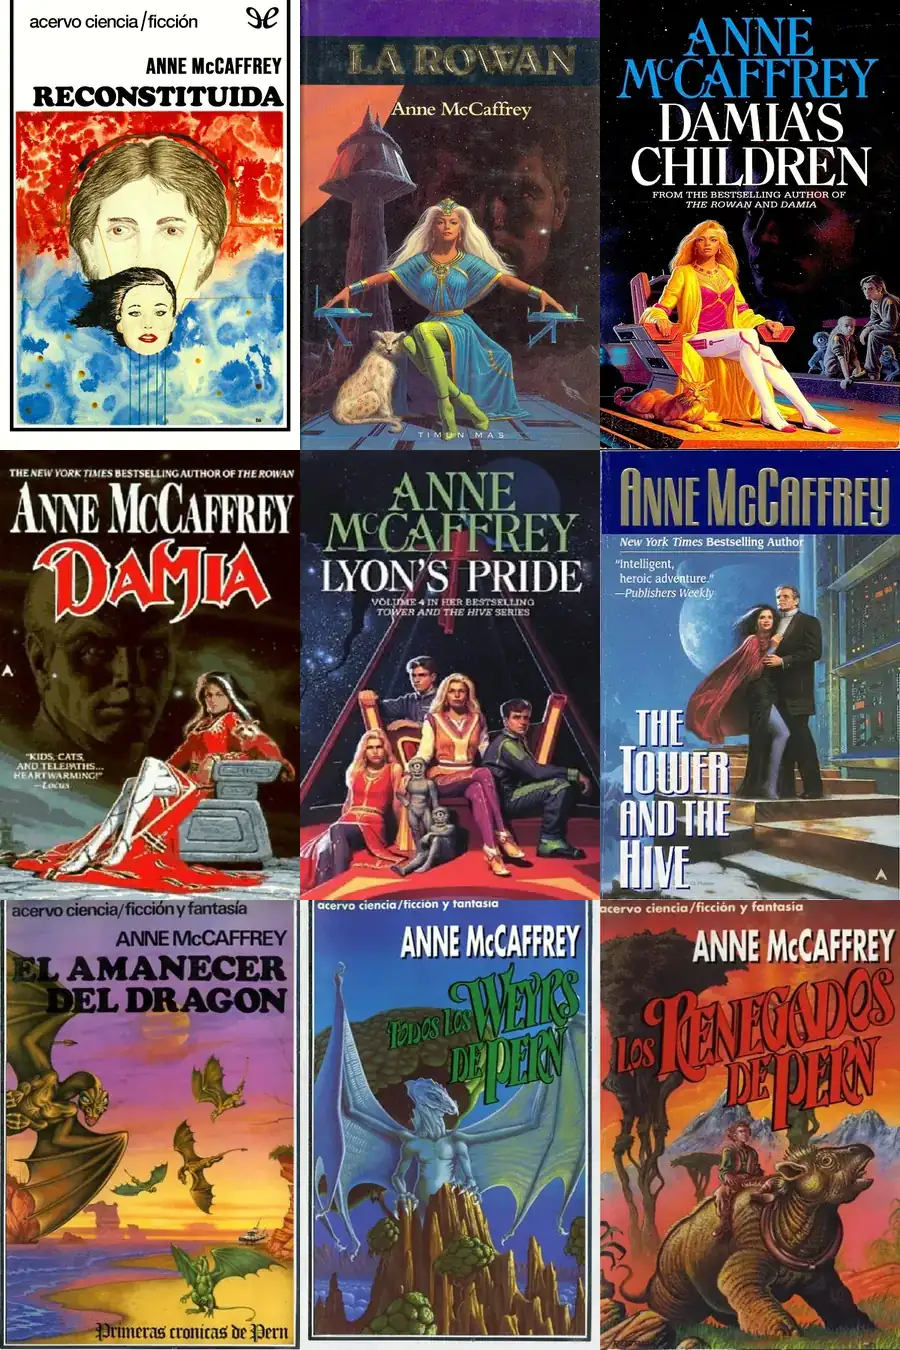 acervo ciencia/ficción
ANNE McCAFFREY
RECONSTITUIDA
LA ROWAN
Anne McCaffrey
TIMUN MAS
ANNE
McCAFFREY
DAMIA'S
CHILDREN
FROM THE BESTSELLING AUTHOR OF
THE ROWAN AND DAMIA
THE NEW YORK TIMES BESTSELLING AUTHOR OF THE ROWAN
ANNE McCAFFREY
DAMIA
"KIDS, CATS,
AND TELEPATHS...
HEARTWARMING!"
—Locus
ANNE
McCAFFREY
LYON'S PRIDE
VOLUME 4 IN HER BESTSELLING
TOWER AND THE HIVE SERIES
ANNE McCAFFREY
New York Times Bestselling Author
"Intelligent,
heroic adventure."
—Publishers Weekly
THE
TOWER
AND THE
HIVE
acervo ciencia/ficción y fantasía
ANNE McCAFFREY
EL AMANECER
DEL DRAGON
Primeras cronicas de Pern
acervo ciencia/ficción y fantasía
ANNE McCAFFREY
TODOS LOS WEYRS
DE PERN
acervo ciencia/ficción y fantasía
ANNE McCAFFREY
LOS RENEGADOS
DE PERN